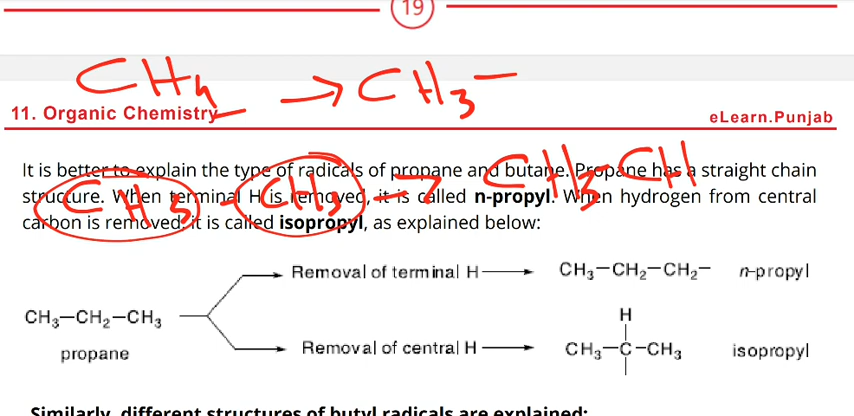 19
CH4 → CH3-
11. Organic Chemistry
eLearn.Punjab
It is better to explain the type of radicals of propane and butane. Propane has a straight chain
CH3-CH3 → CH3-CH
structure. When terminal H is removed, it is called n-propyl. When hydrogen from central
carbon is removed, it is called isopropyl, as explained below:
Removal of terminal H → CH₃−CH₂−CH₂− n-propyl
CH₃−CH₂−CH₃
propane
H
Removal of central H → CH₃−C−CH₃ isopropyl
Similarly, different structures of butyl radicals are explained: